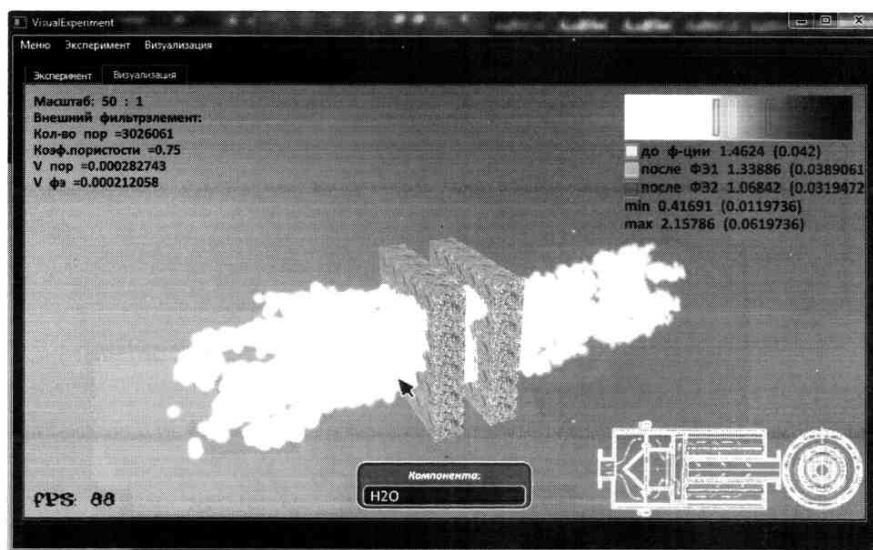 VisualExperiment
Меню Эксперимент Визуализация
Эксперимент Визуализация
Масштаб: 50 : 1
Внешний фильтрэлемент:
Кол-во пор =3026061
Коэф.пористости =0.75
V пор =0.000282743
V фэ =0.000212058
до ф-ции 1.4624 (0.042)
после ФЭ1 1.33886 (0.0389061
после ФЭ2 1.06842 (0.0319472
min 0.41691 (0.0119736)
max 2.15786 (0.0619736)
Компонента:
H2O
FPS: 88